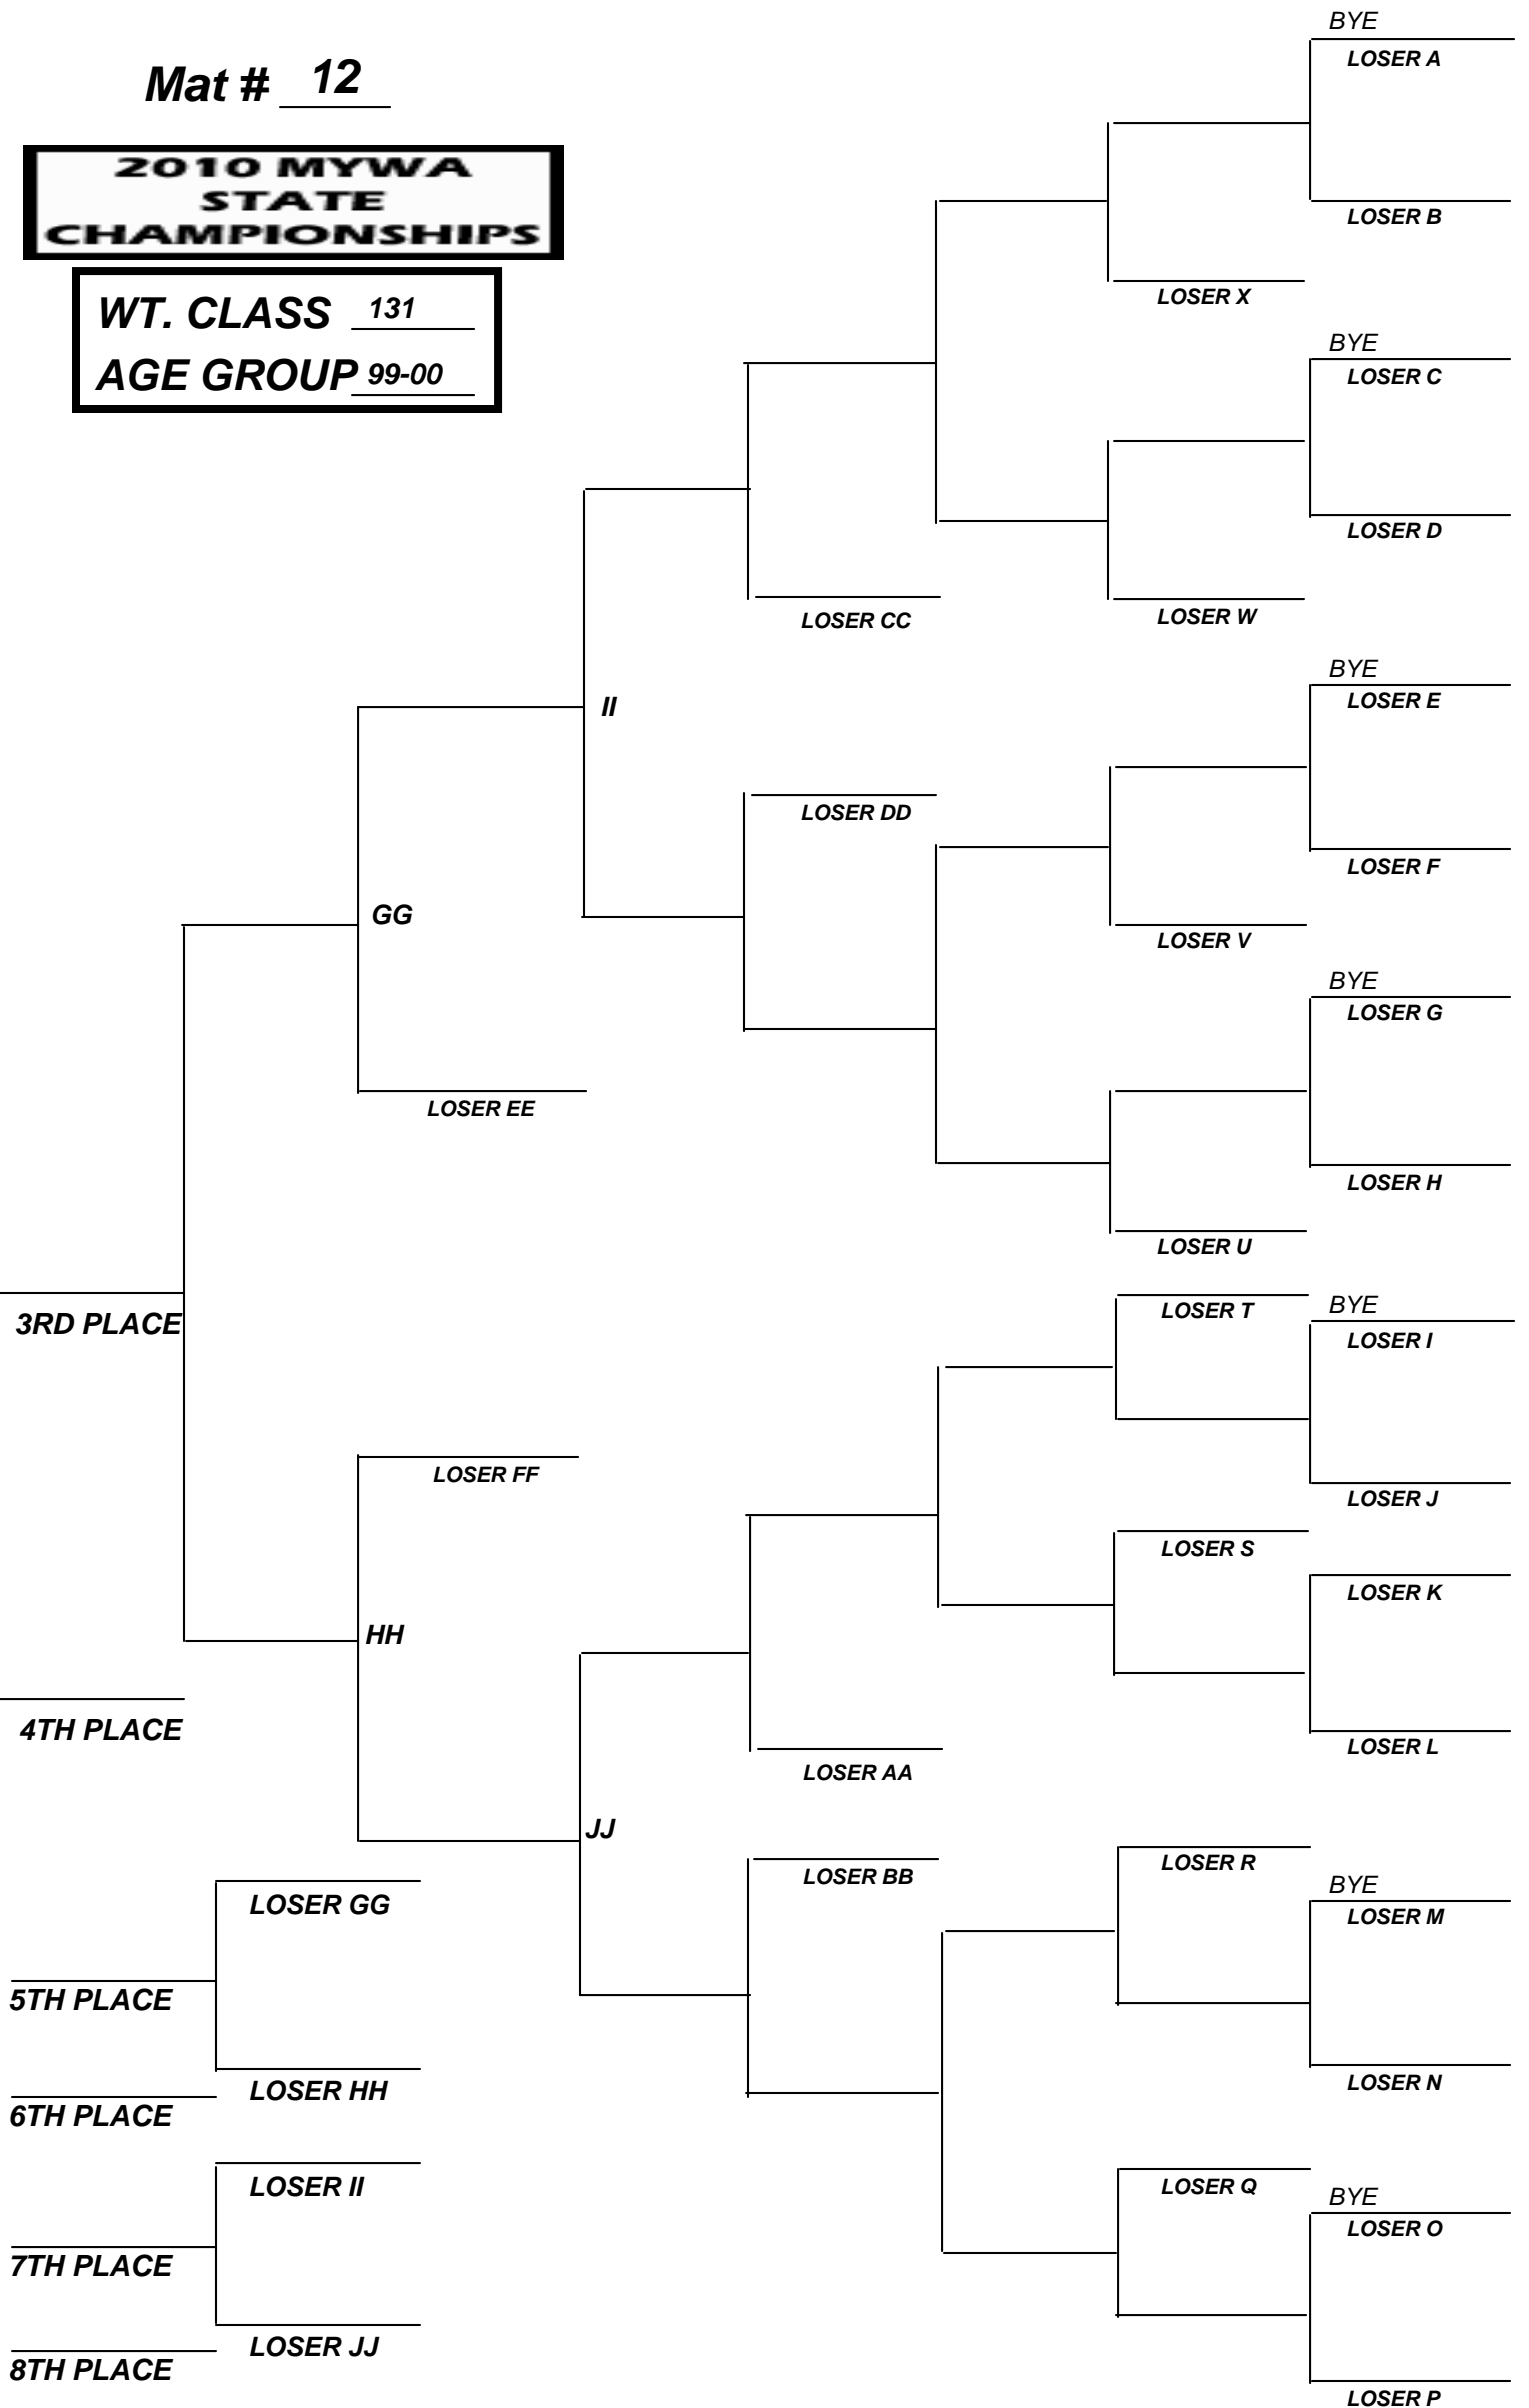 Mat # 12
2010 MYWA
STATE
CHAMPIONSHIPS
WT. CLASS 131
AGE GROUP 99-00
BYE
LOSER A
LOSER B
LOSER X
BYE
LOSER C
LOSER D
LOSER CC
LOSER W
BYE
LOSER E
II
LOSER DD
LOSER F
GG
LOSER V
BYE
LOSER G
LOSER EE
LOSER H
LOSER U
LOSER T
BYE
3RD PLACE
LOSER I
LOSER FF
LOSER J
LOSER S
LOSER K
HH
4TH PLACE
LOSER L
LOSER AA
JJ
LOSER R
LOSER BB
BYE
LOSER GG
LOSER M
5TH PLACE
LOSER HH
LOSER N
6TH PLACE
LOSER II
LOSER Q
BYE
LOSER O
7TH PLACE
LOSER JJ
8TH PLACE
LOSER P